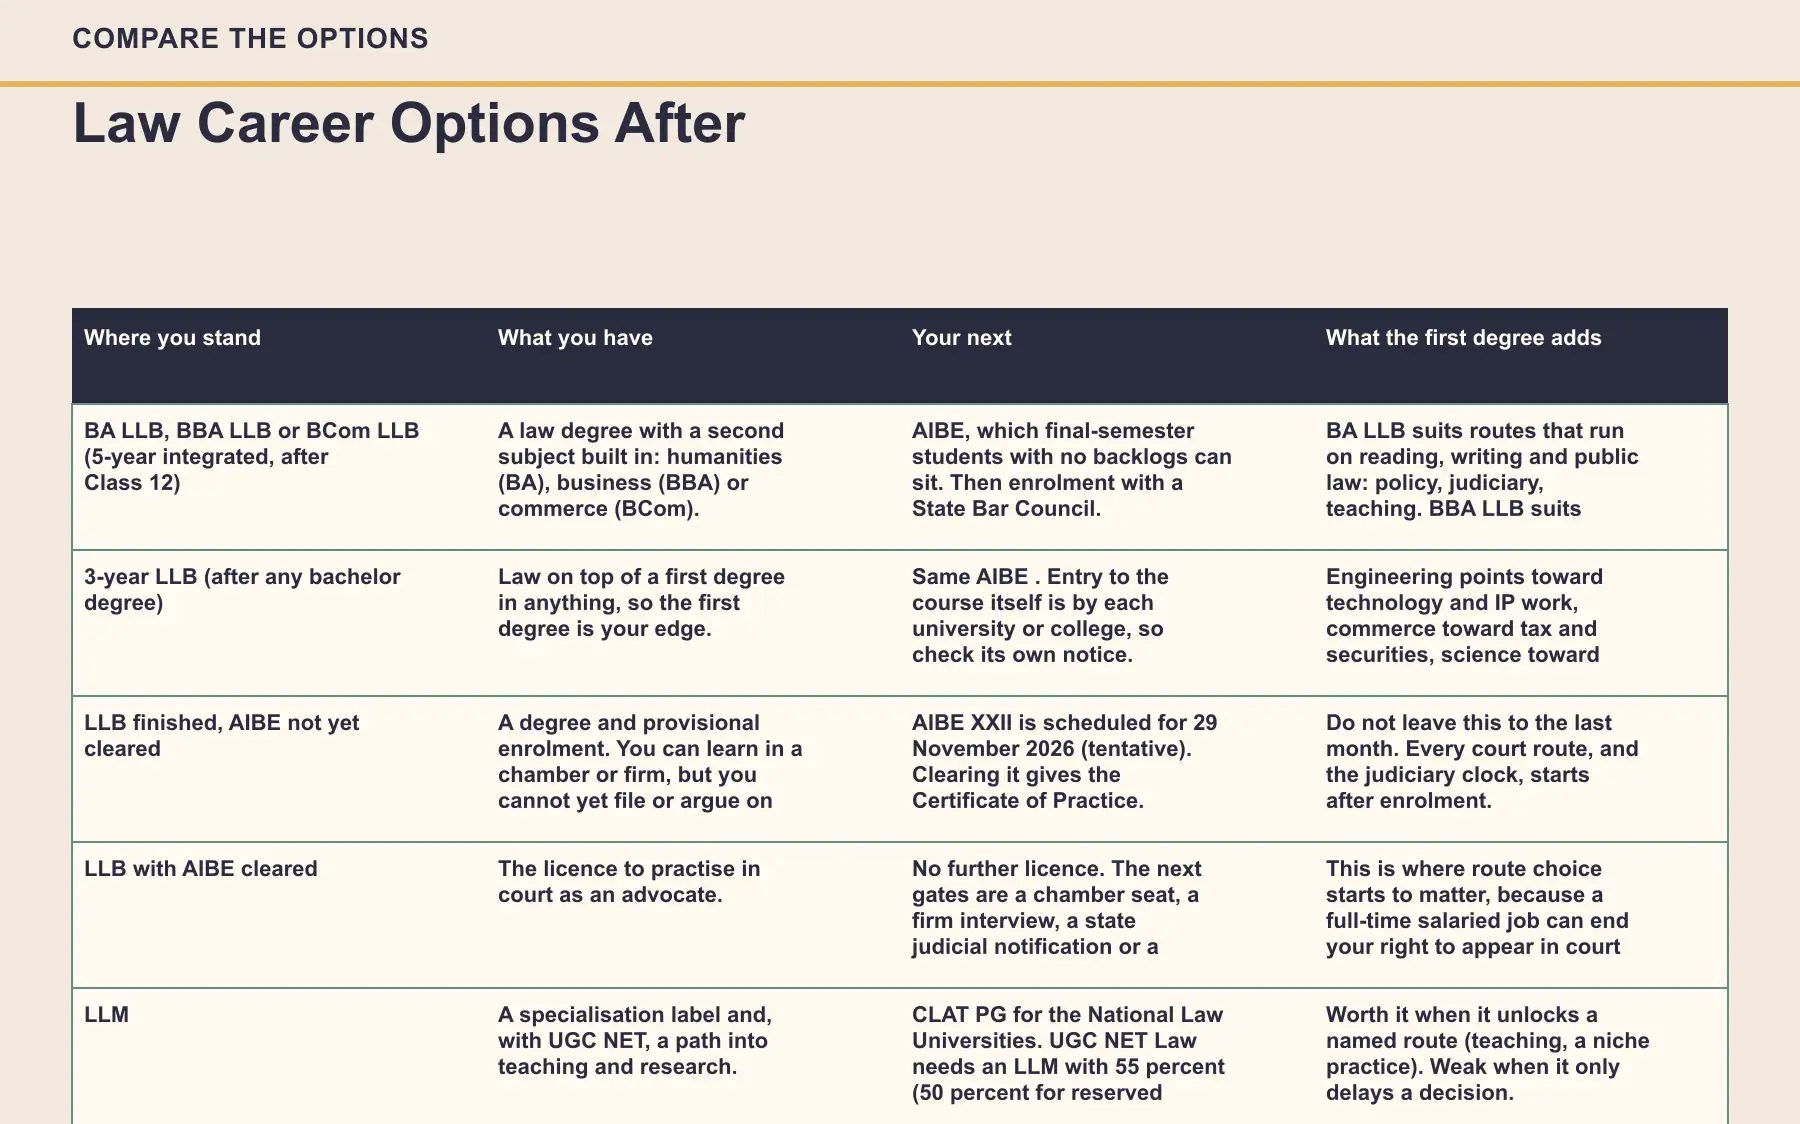 COMPARE THE OPTIONS
Law Career Options After
Where you stand
What you have
Your next
What the first degree adds
BA LLB, BBA LLB or BCom LLB
(5-year integrated, after
Class 12)
A law degree with a second
subject built in: humanities
(BA), business (BBA) or
commerce (BCom).
AIBE, which final-semester
students with no backlogs can
sit. Then enrolment with a
State Bar Council.
BA LLB suits routes that run
on reading, writing and public
law: policy, judiciary,
teaching. BBA LLB suits
3-year LLB (after any bachelor
degree)
Law on top of a first degree
in anything, so the first
degree is your edge.
Same AIBE . Entry to the
course itself is by each
university or college, so
check its own notice.
Engineering points toward
technology and IP work,
commerce toward tax and
securities, science toward
LLB finished, AIBE not yet
cleared
A degree and provisional
enrolment. You can learn in a
chamber or firm, but you
cannot yet file or argue on
AIBE XXII is scheduled for 29
November 2026 (tentative).
Clearing it gives the
Certificate of Practice.
Do not leave this to the last
month. Every court route, and
the judiciary clock, starts
after enrolment.
LLB with AIBE cleared
The licence to practise in
court as an advocate.
No further licence. The next
gates are a chamber seat, a
firm interview, a state
judicial notification or a
This is where route choice
starts to matter, because a
full-time salaried job can end
your right to appear in court
LLM
A specialisation label and,
with UGC NET, a path into
teaching and research.
CLAT PG for the National Law
Universities. UGC NET Law
needs an LLM with 55 percent
(50 percent for reserved
Worth it when it unlocks a
named route (teaching, a niche
practice). Weak when it only
delays a decision.